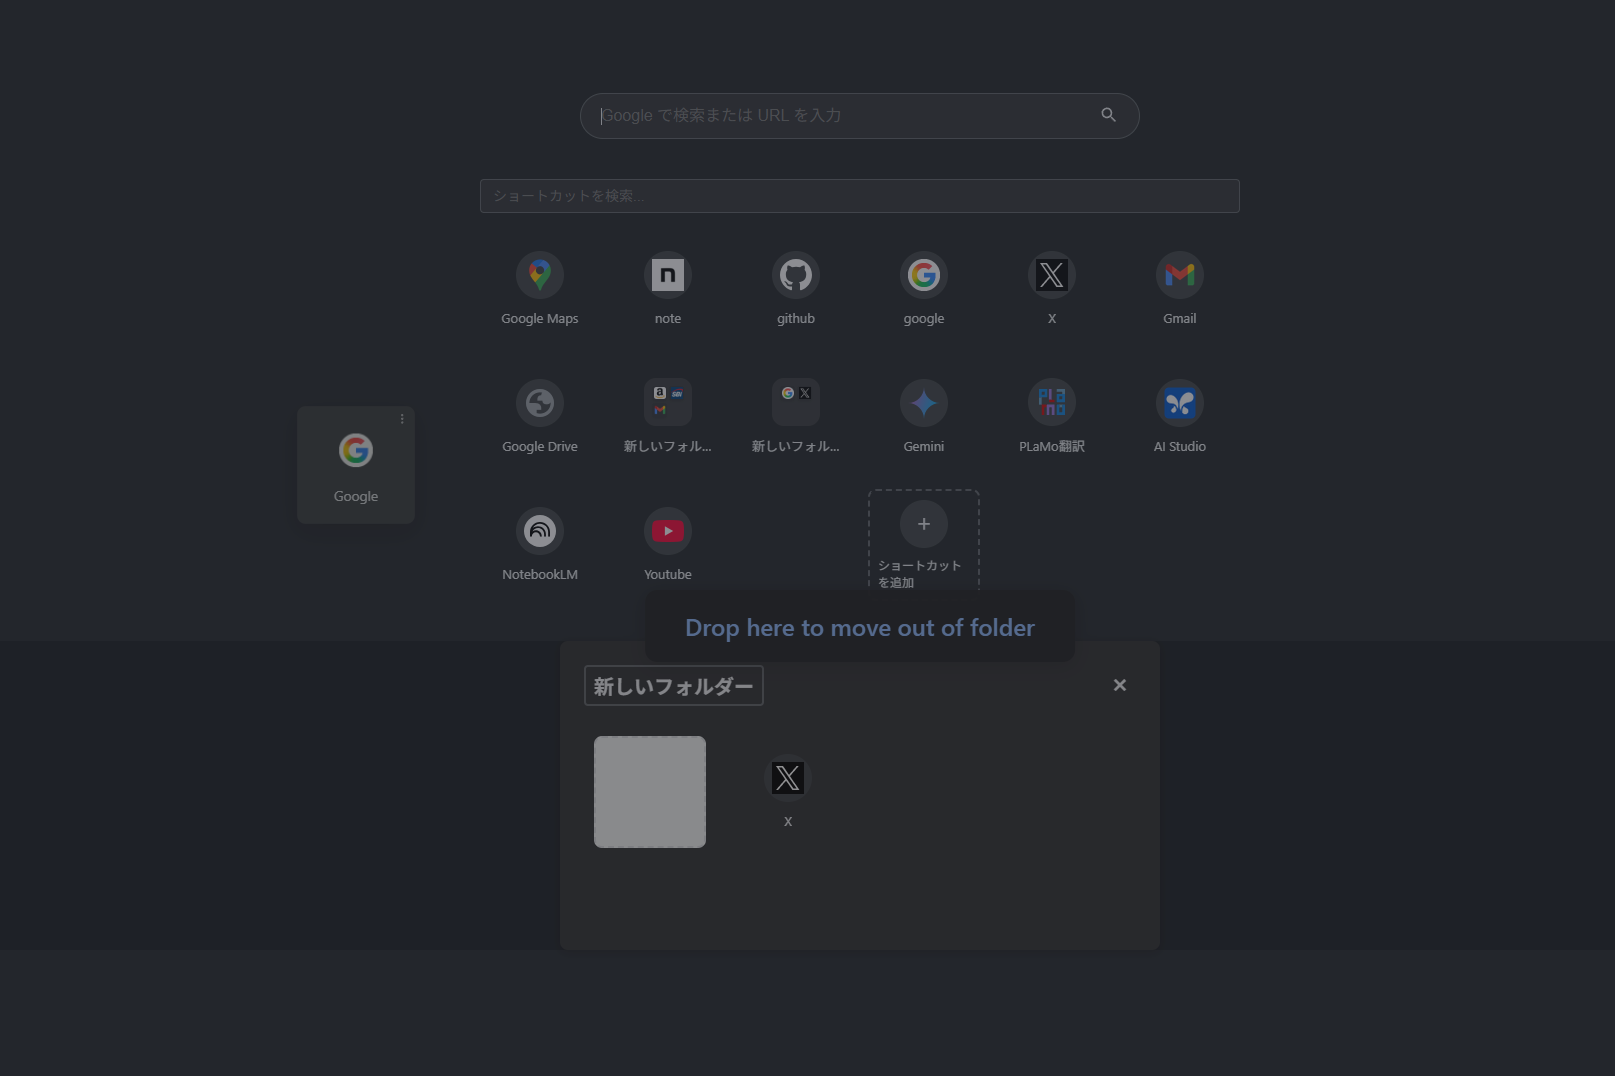 Google で検索または URL を入力
ショートカットを検索...
Google Maps
note
github
google
X
Gmail
Google Drive
新しいフォル...
新しいフォル...
Gemini
PLaMo翻訳
AI Studio
Google
NotebookLM
Youtube
ショートカット
を追加
Drop here to move out of folder
新しいフォルダー
X